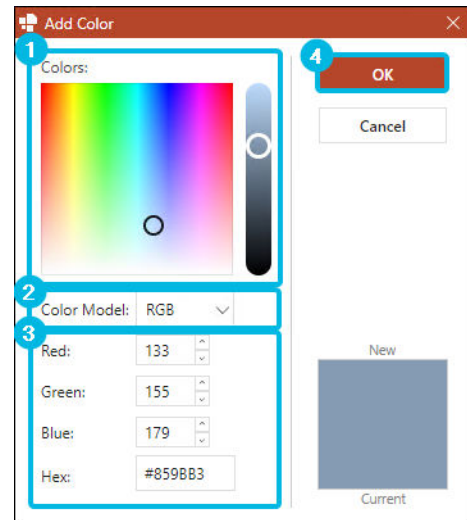 Add Color
1
Colors:
4
OK
Cancel
2
Color Model: RGB
3
Red: 133
Green: 155
Blue: 179
Hex: #859BB3
New
Current